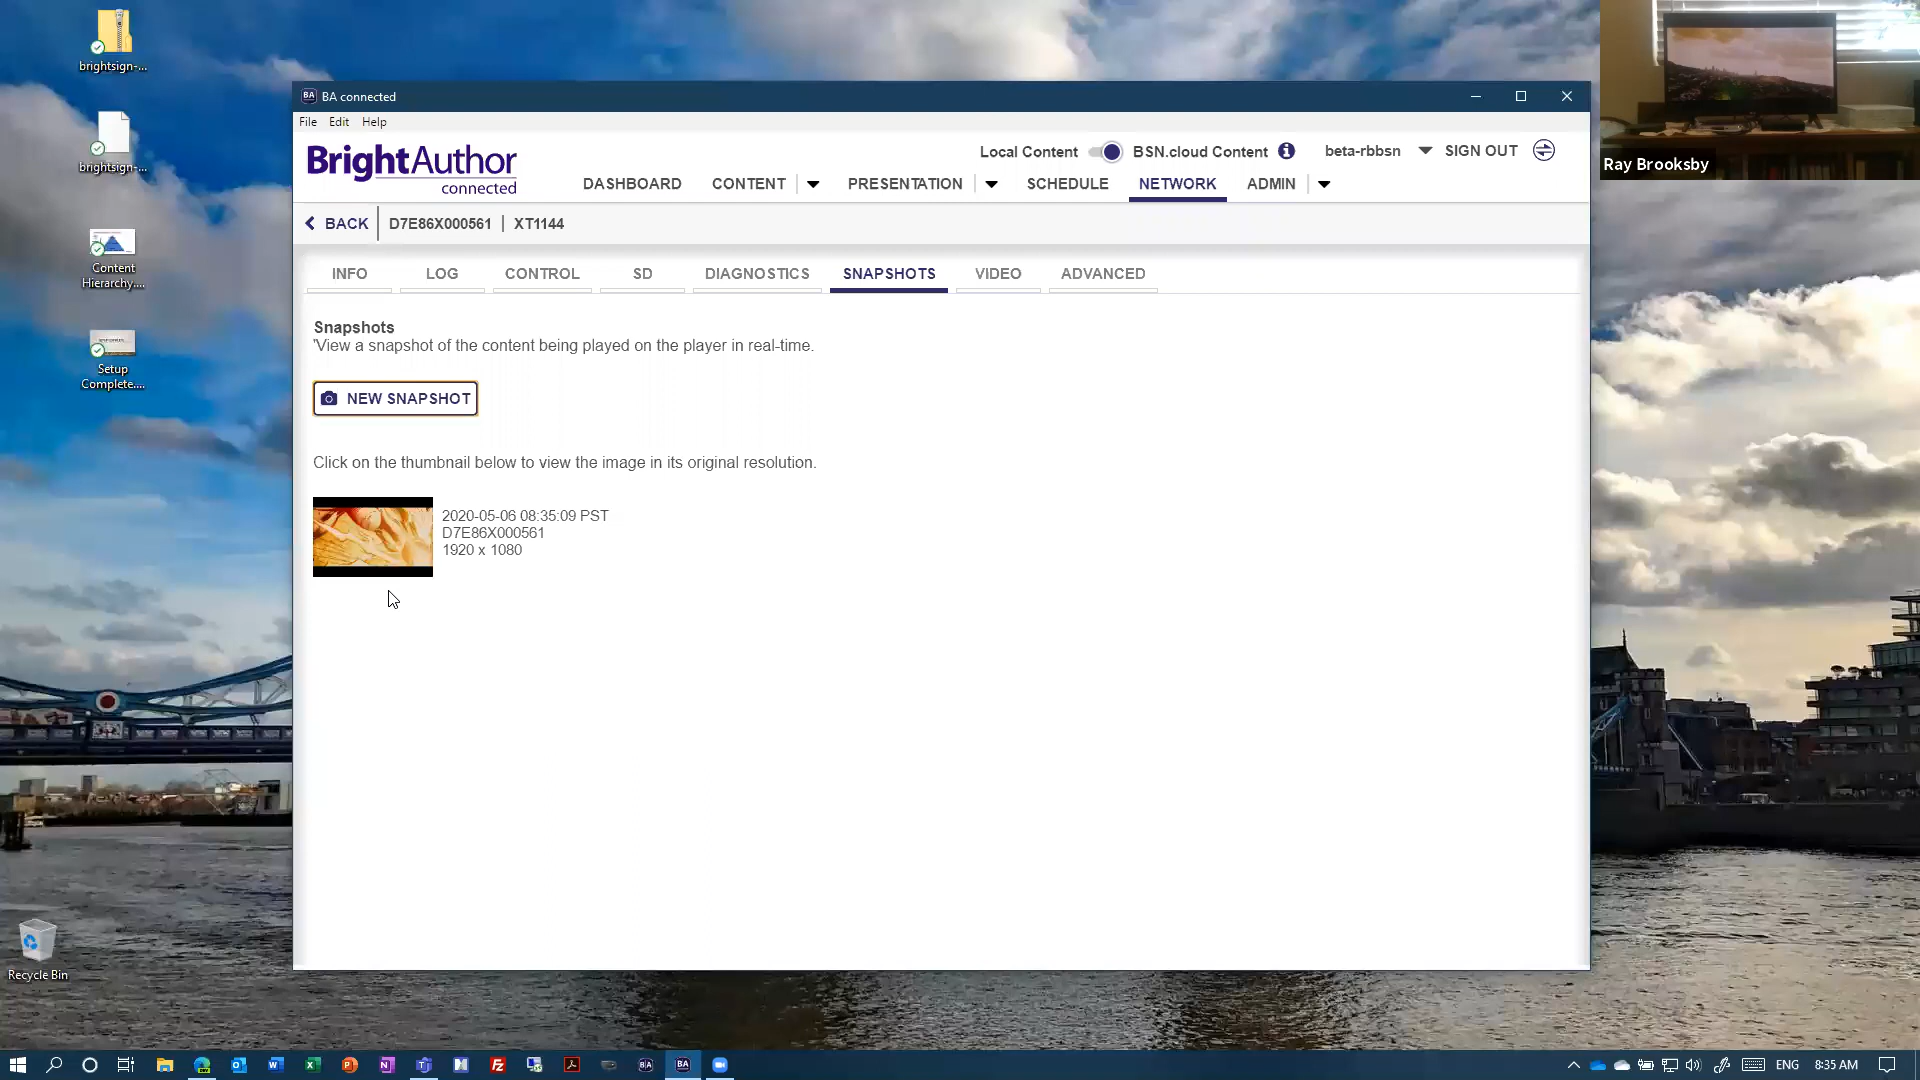 brightsign-...
brightsign-...
Content
Hierarchy....
Setup
Complete....
Recycle Bin
BA BA connected
File Edit Help
BrightAuthor
connected
Local Content BSN.cloud Content beta-rbbsn SIGN OUT
DASHBOARD CONTENT PRESENTATION SCHEDULE NETWORK ADMIN
BACK D7E86X000561 XT1144
INFO LOG CONTROL SD DIAGNOSTICS SNAPSHOTS VIDEO ADVANCED
Snapshots
'View a snapshot of the content being played on the player in real-time.
NEW SNAPSHOT
Click on the thumbnail below to view the image in its original resolution.
2020-05-06 08:35:09 PST
D7E86X000561
1920 x 1080
Ray Brooksby
ENG 8:35 AM